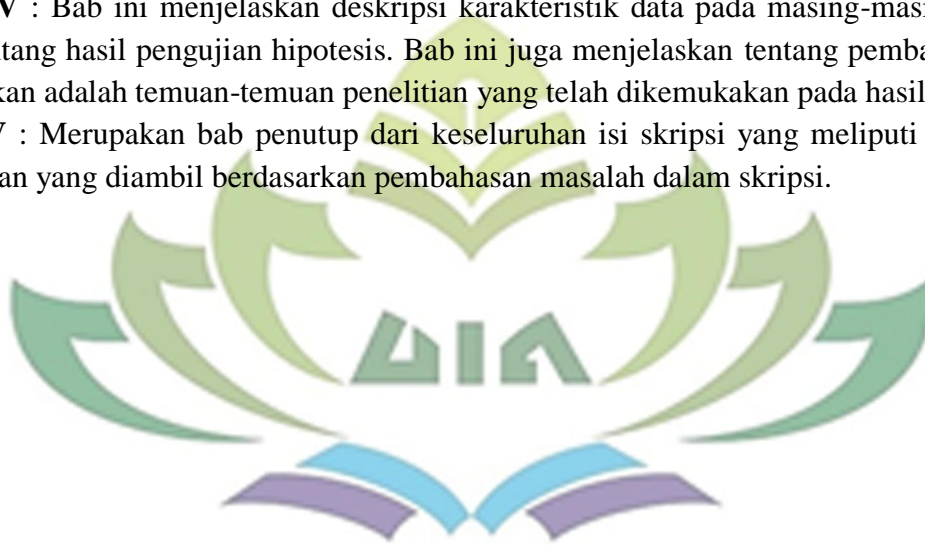 V : Bab ini menjelaskan deskripsi karakteristik data pada masing-masi
ntang hasil pengujian hipotesis. Bab ini juga menjelaskan tentang pemba
kan adalah temuan-temuan penelitian yang telah dikemukakan pada hasil
: Merupakan bab penutup dari keseluruhan isi skripsi yang meliputi
an yang diambil berdasarkan pembahasan masalah dalam skripsi.
UIN